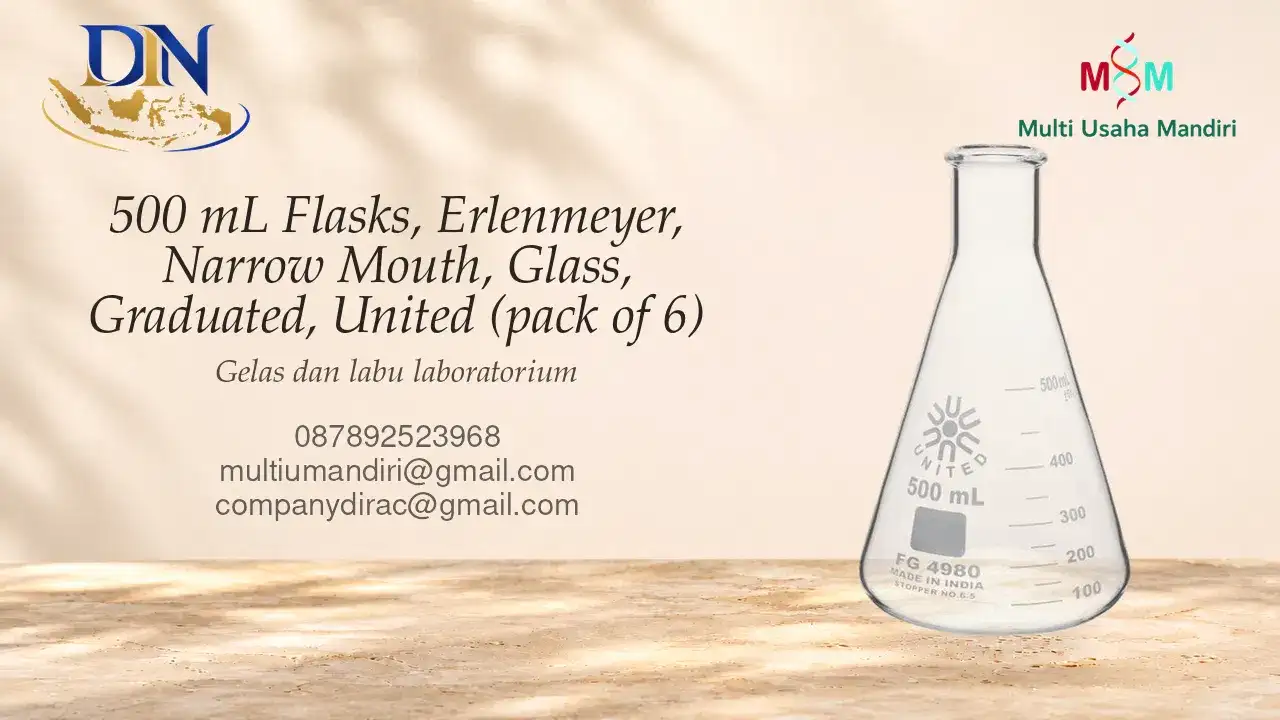 DN
M M
Multi Usaha Mandiri
500 mL Flasks, Erlenmeyer,
Narrow Mouth, Glass,
Graduated, United (pack of 6)
Gelas dan labu laboratorium
087892523968
multiumandiri@gmail.com
companydirac@gmail.com
500 mL
UNITED
400
500 mL
300
FG 4980
200
MADE IN INDIA
100
STOPPER NO.6.5